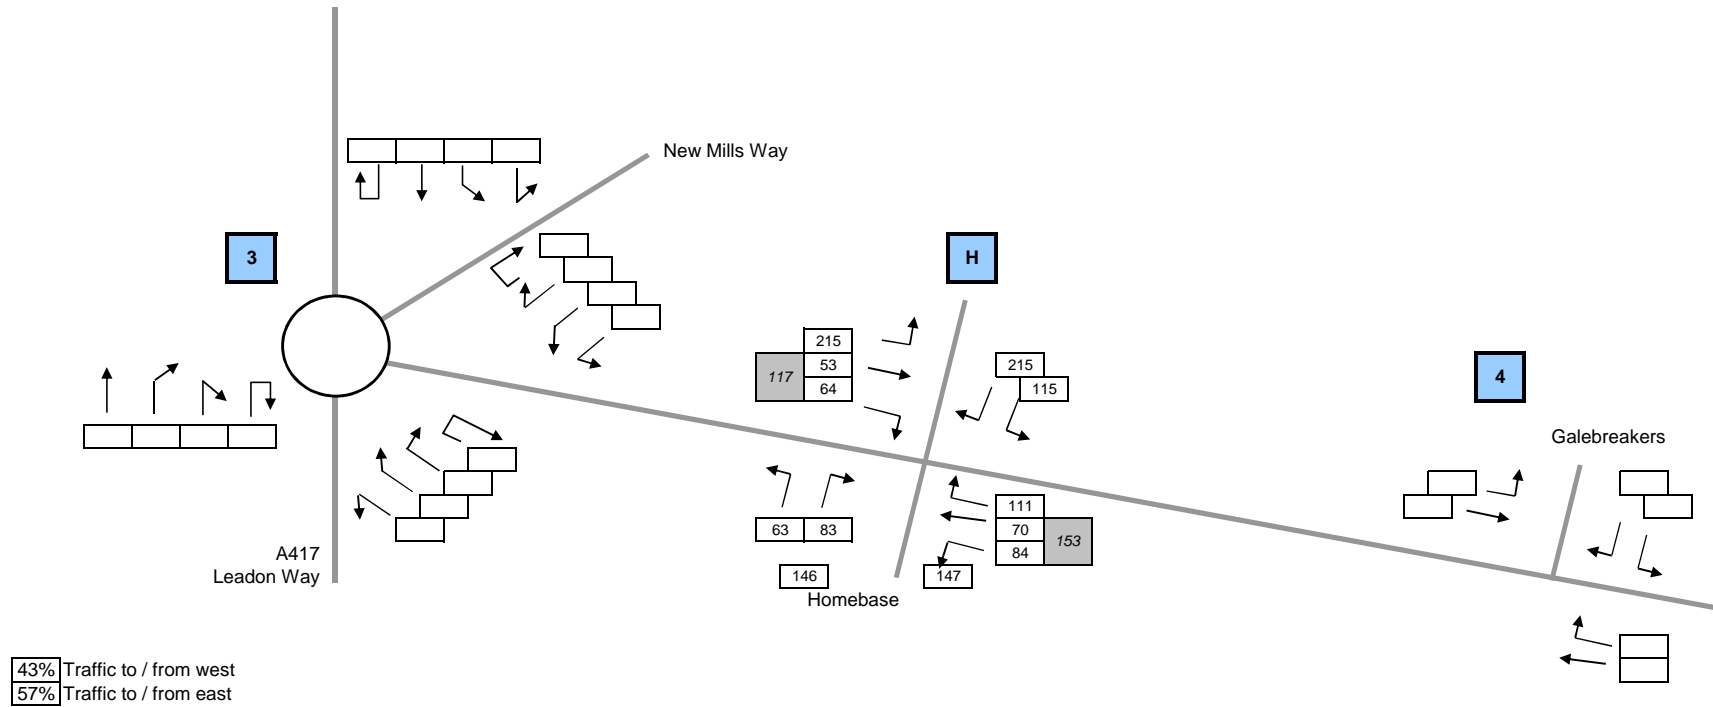 New Mills Way
3
H
215
53
117
64
215
115
4
Galebreakers
63 83
111
70
153
84
A417
Leadon Way
146
147
Homebase
43% Traffic to / from west
57% Traffic to / from east